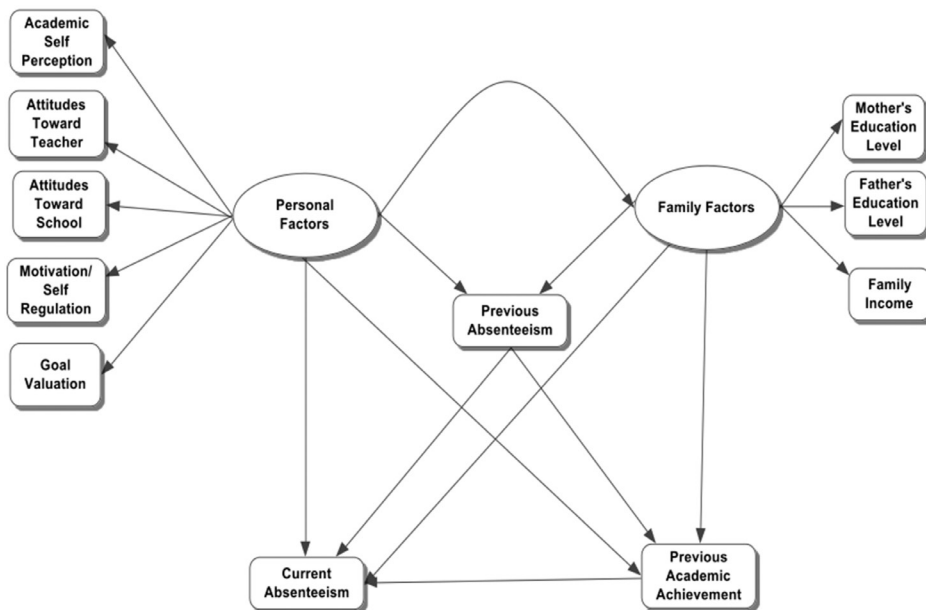 Academic
Self
Perception
Attitudes
Toward
Teacher
Attitudes
Toward
School
Motivation/
Self
Regulation
Goal
Valuation
Personal
Factors
Family Factors
Mother's
Education
Level
Father's
Education
Level
Family
Income
Previous
Absenteeism
Current
Absenteeism
Previous
Academic
Achievement